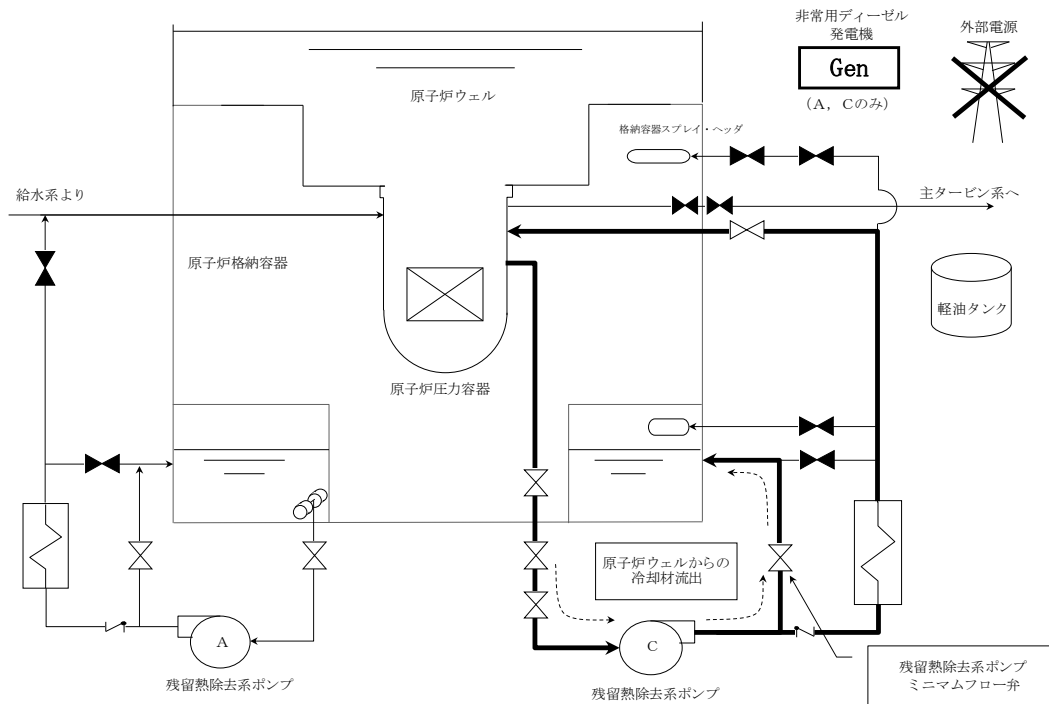 非常用ディーゼル
発電機
Gen
(A，Cのみ)
外部電源
原子炉ウェル
格納容器スプレイ・ヘッダ
給水系より
主タービン系へ
原子炉格納容器
軽油タンク
原子炉圧力容器
原子炉ウェルからの
冷却材流出
A
C
残留熱除去系ポンプ
残留熱除去系ポンプ
残留熱除去系ポンプ
ミニマムフロー弁